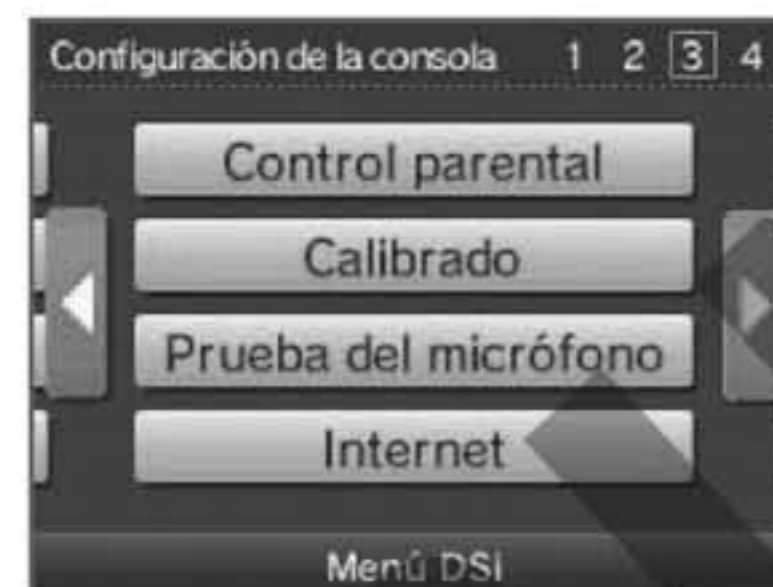 Configuración de la consola 1 2 3 4
Control parental
Calibrado
Prueba del micrófono
Internet
Menú DSi